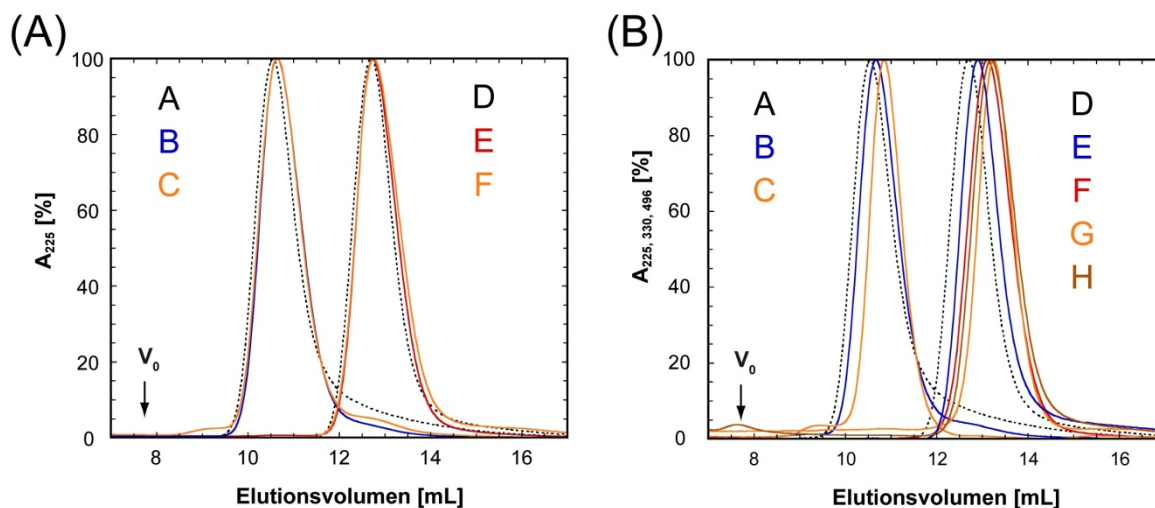 (A)
A D
B E
C F
V0
A225 [%]
100
80
60
40
20
0
8 10 12 14 16
Elutionsvolumen [mL]
(B)
A D
B E
C F
G
H
V0
A225, 330, 496 [%]
100
80
60
40
20
0
8 10 12 14 16
Elutionsvolumen [mL]